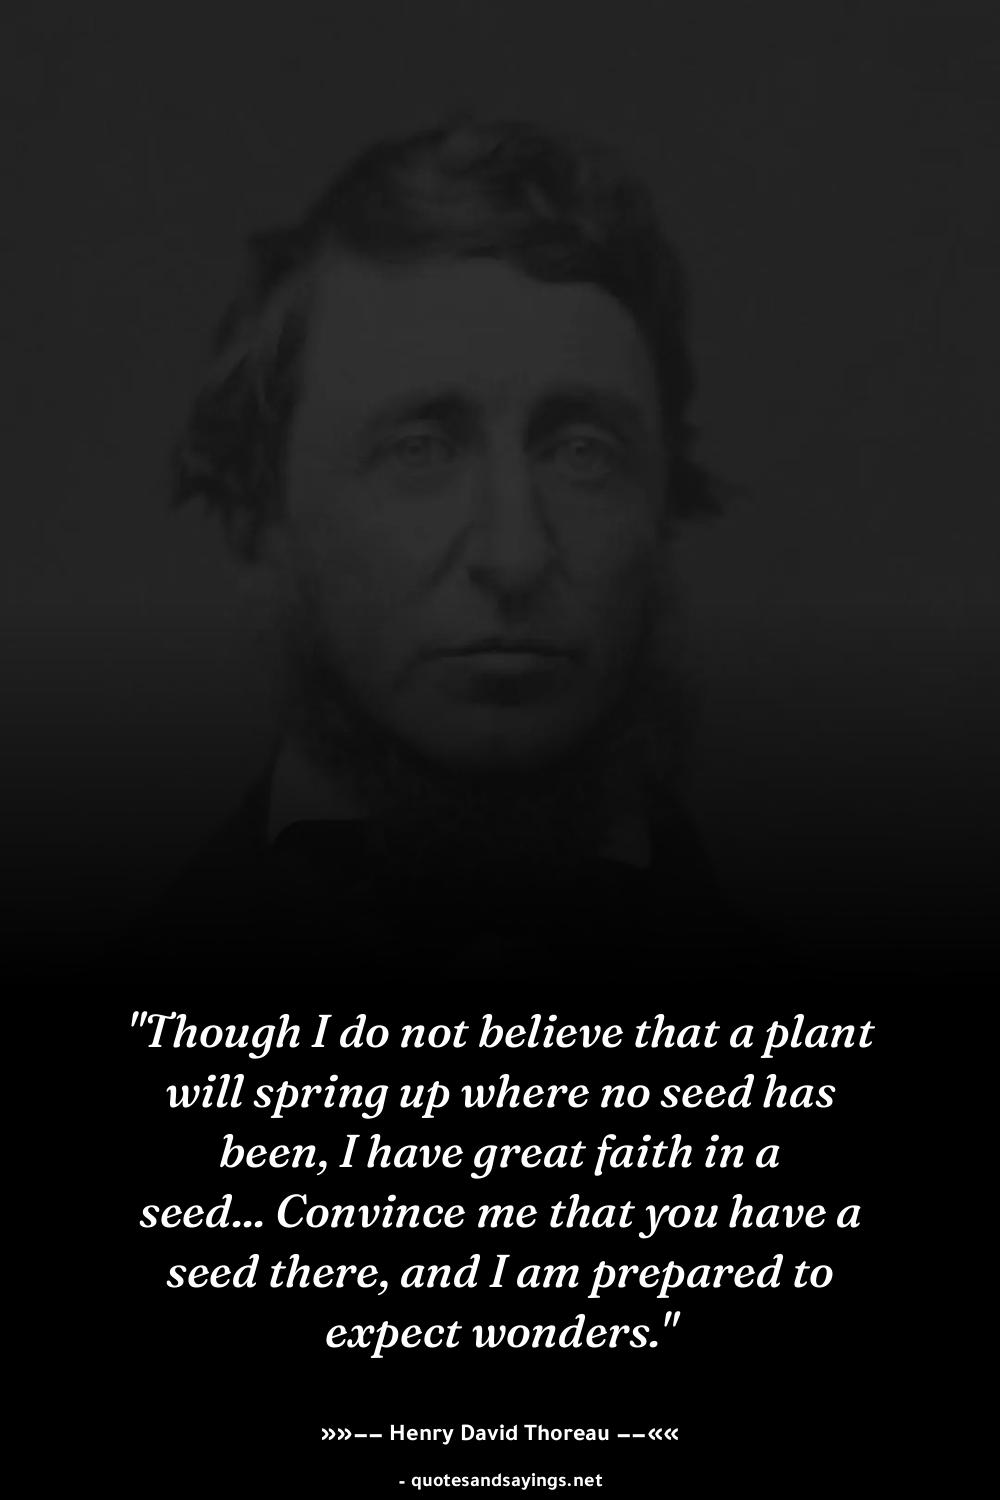 "Though I do not believe that a plant
will spring up where no seed has
been, I have great faith in a
seed... Convince me that you have a
seed there, and I am prepared to
expect wonders."
»»–– Henry David Thoreau ––««
- quotesandsayings.net